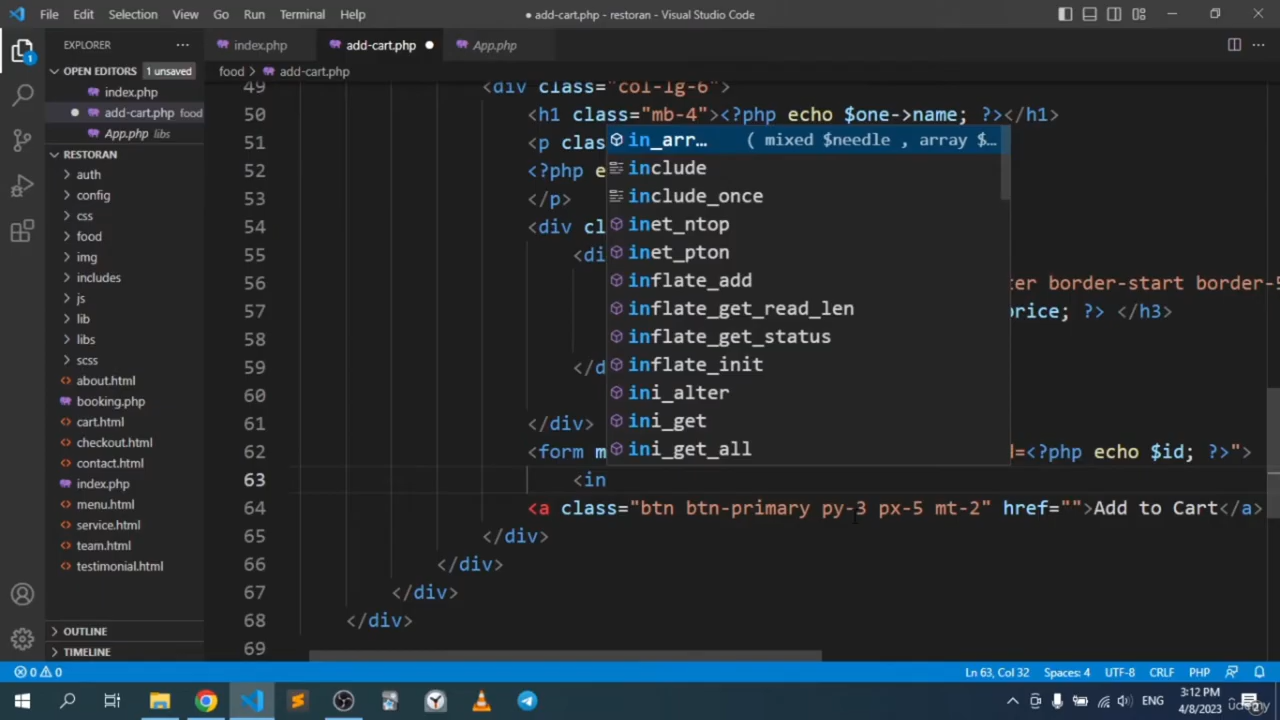 File Edit Selection View Go Run Terminal Help
● add-cart.php - restoran - Visual Studio Code
EXPLORER
index.php
add-cart.php
App.php
OPEN EDITORS 1 unsaved
food > add-cart.php
index.php
add-cart.php food
App.php libs
RESTORAN
auth
config
css
food
img
includes
js
lib
libs
scss
about.html
booking.php
cart.html
checkout.html
contact.html
index.php
menu.html
service.html
team.html
testimonial.html
OUTLINE
TIMELINE
49 <div class="col-lg-6">
50 <h1 class="mb-4"><?php echo $one->name; ?></h1>
51 <p clas
52 <?php e
53 </p>
54 <div cl
55 <di
56 ter border-start border-5
57 price; ?> </h3>
58
59 </d
60
61 </div>
62 <form m d=<?php echo $id; ?>">
63 <in
64 <a class="btn btn-primary py-3 px-5 mt-2" href="">Add to Cart</a>
65 </div>
66 </div>
67 </div>
68 </div>
69
in_arr… ( mixed $needle , array $…
include
include_once
inet_ntop
inet_pton
inflate_add
inflate_get_read_len
inflate_get_status
inflate_init
ini_alter
ini_get
ini_get_all
0 0
Ln 63, Col 32 Spaces: 4 UTF-8 CRLF PHP
ENG
3:12 PM
4/8/2023
udemy